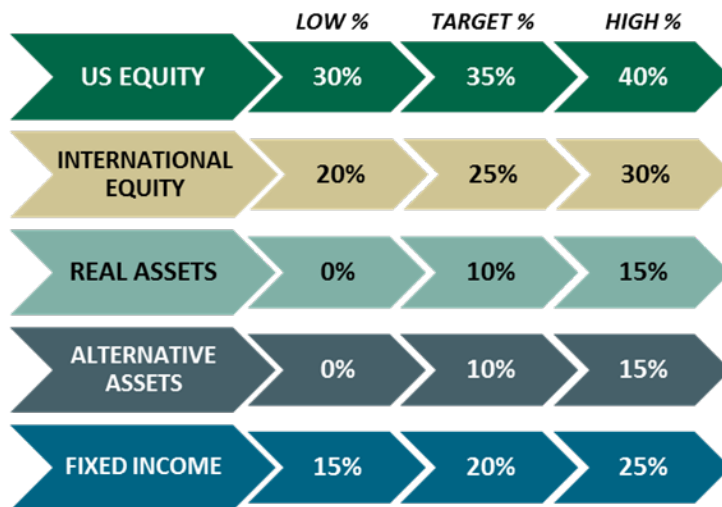 LOW % TARGET % HIGH %
US EQUITY 30% 35% 40%
INTERNATIONAL
EQUITY 20% 25% 30%
REAL ASSETS 0% 10% 15%
ALTERNATIVE
ASSETS 0% 10% 15%
FIXED INCOME 15% 20% 25%